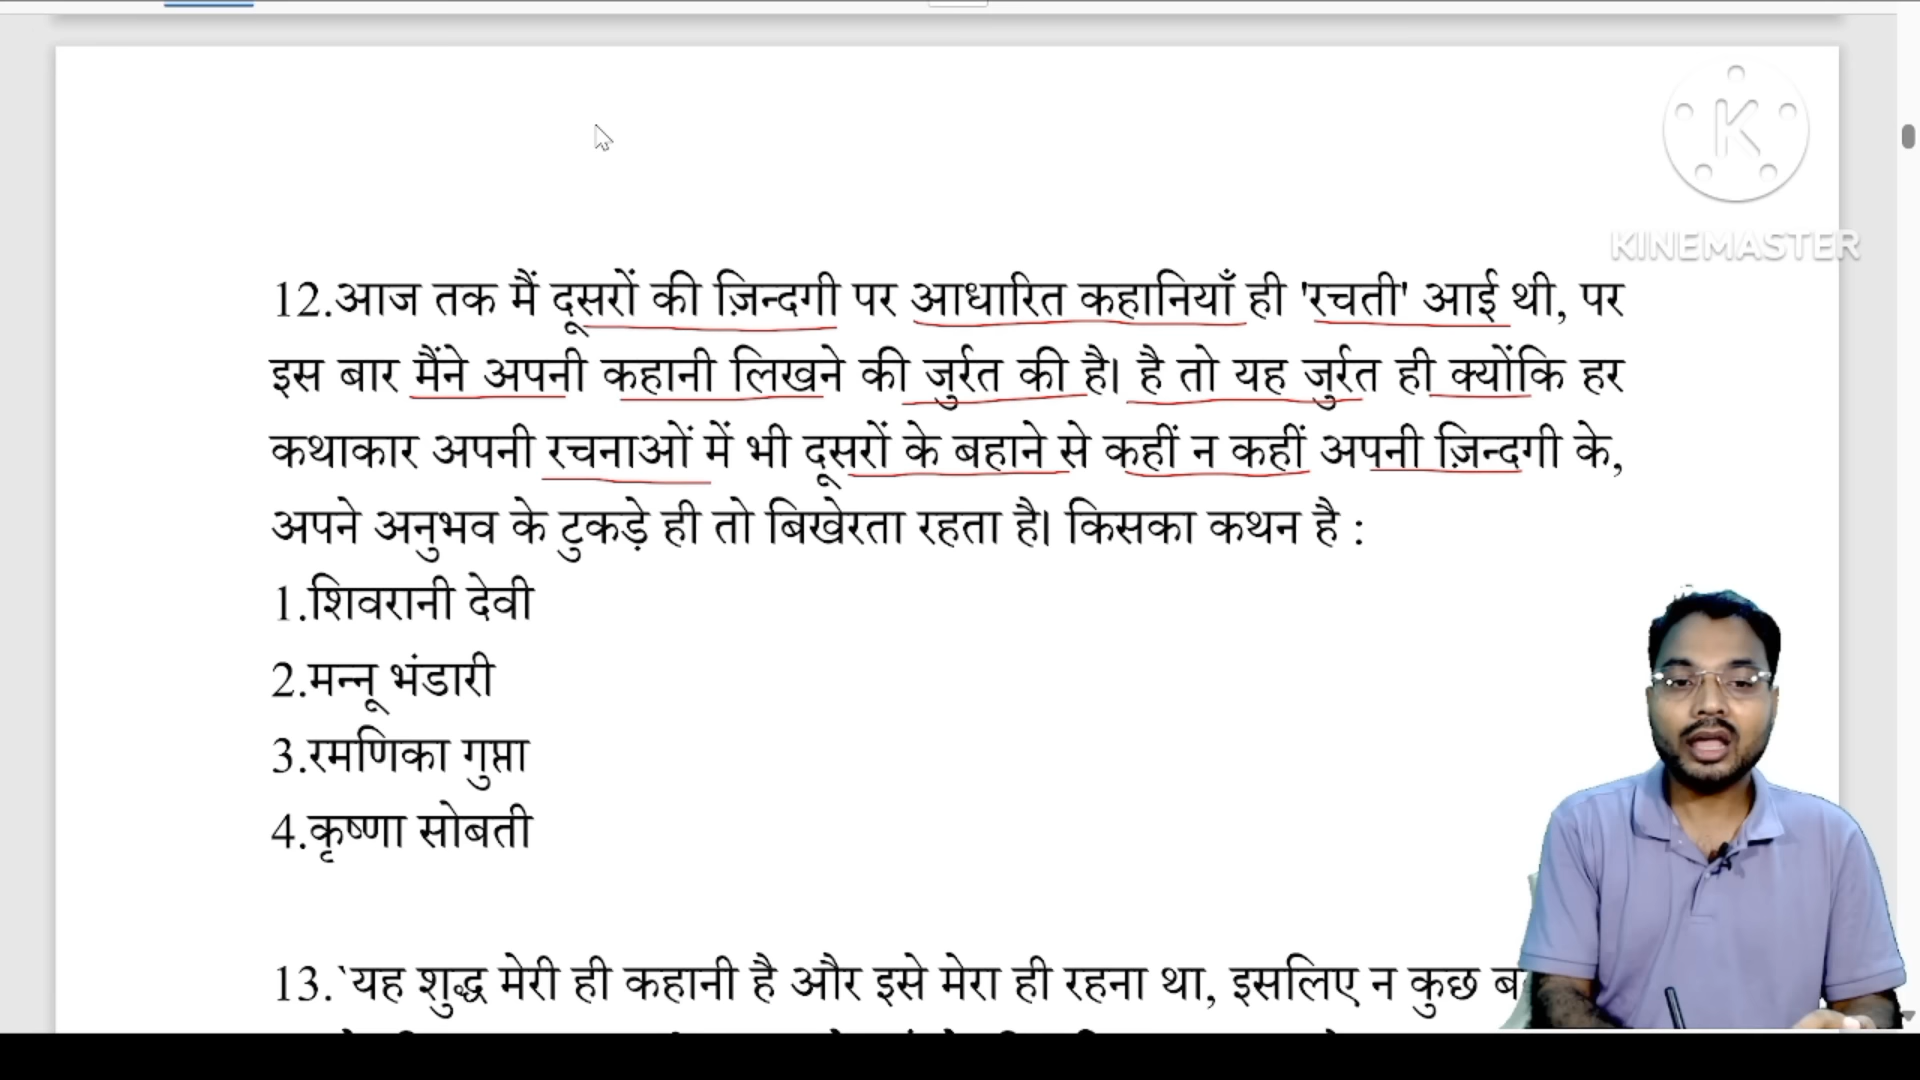 KINEMASTER
12.आज तक मैं दूसरों की ज़िन्दगी पर आधारित कहानियाँ ही 'रचती' आई थी, पर
इस बार मैंने अपनी कहानी लिखने की जुर्रत की है। है तो यह जुर्रत ही क्योंकि हर
कथाकार अपनी रचनाओं में भी दूसरों के बहाने से कहीं न कहीं अपनी ज़िन्दगी के,
अपने अनुभव के टुकड़े ही तो बिखेरता रहता है। किसका कथन है :
1.शिवरानी देवी
2.मन्नू भंडारी
3.रमणिका गुप्ता
4.कृष्णा सोबती
13.`यह शुद्ध मेरी ही कहानी है और इसे मेरा ही रहना था, इसलिए न कुछ